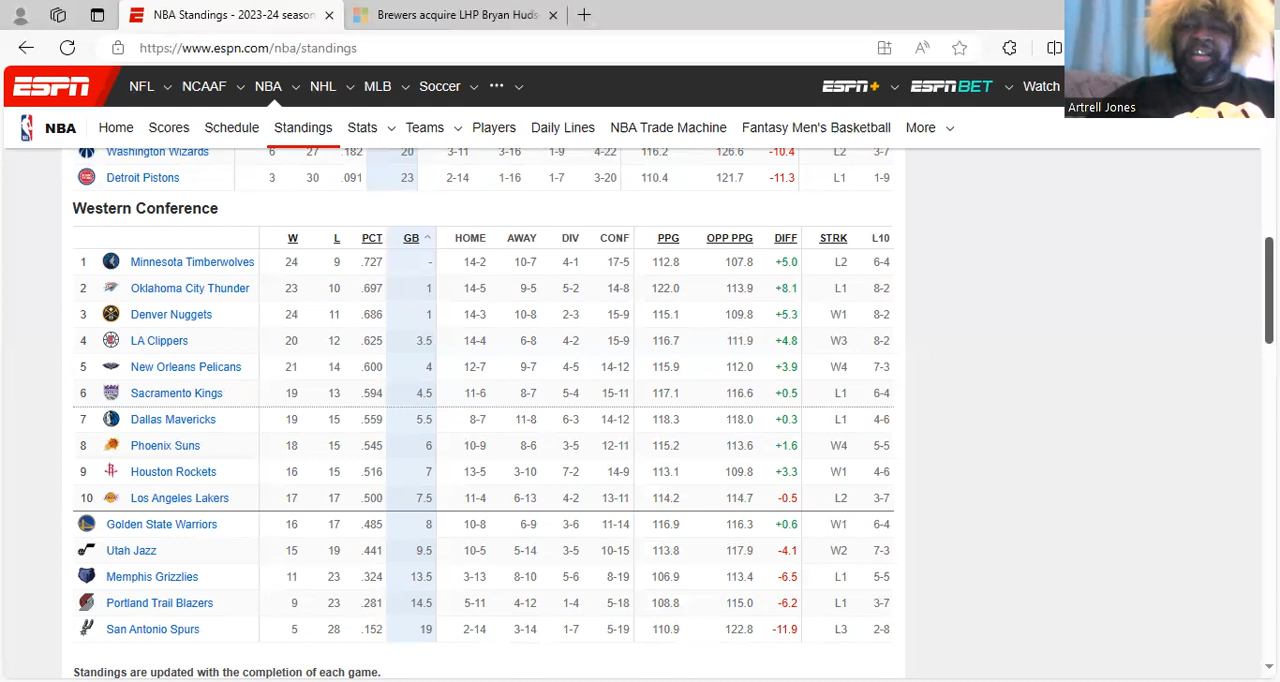 NBA Standings - 2023-24 season
Brewers acquire LHP Bryan Huds
https://www.espn.com/nba/standings
ESPN NFL NCAAF NBA NHL MLB Soccer ESPN+ ESPN BET Watch
Artrell Jones
NBA Home Scores Schedule Standings Stats Teams Players Daily Lines NBA Trade Machine Fantasy Men's Basketball More
Washington Wizards 6 27 .182 20 3-11 3-16 1-9 4-22 116.2 126.6 -10.4 L2 3-7
Detroit Pistons 3 30 .091 23 2-14 1-16 1-7 3-20 110.4 121.7 -11.3 L1 1-9
Western Conference
W L PCT GB HOME AWAY DIV CONF PPG OPP PPG DIFF STRK L10
1 Minnesota Timberwolves 24 9 .727 - 14-2 10-7 4-1 17-5 112.8 107.8 +5.0 L2 6-4
2 Oklahoma City Thunder 23 10 .697 1 14-5 9-5 5-2 14-8 122.0 113.9 +8.1 L1 8-2
3 Denver Nuggets 24 11 .686 1 14-3 10-8 2-3 15-9 115.1 109.8 +5.3 W1 8-2
4 LA Clippers 20 12 .625 3.5 14-4 6-8 4-2 15-9 116.7 111.9 +4.8 W3 8-2
5 New Orleans Pelicans 21 14 .600 4 12-7 9-7 4-5 14-12 115.9 112.0 +3.9 W4 7-3
6 Sacramento Kings 19 13 .594 4.5 11-6 8-7 5-4 15-11 117.1 116.6 +0.5 L1 6-4
7 Dallas Mavericks 19 15 .559 5.5 8-7 11-8 6-3 14-12 118.3 118.0 +0.3 L1 4-6
8 Phoenix Suns 18 15 .545 6 10-9 8-6 3-5 12-11 115.2 113.6 +1.6 W4 5-5
9 Houston Rockets 16 15 .516 7 13-5 3-10 7-2 14-9 113.1 109.8 +3.3 W1 4-6
10 Los Angeles Lakers 17 17 .500 7.5 11-4 6-13 4-2 13-11 114.2 114.7 -0.5 L2 3-7
Golden State Warriors 16 17 .485 8 10-8 6-9 3-6 11-14 116.9 116.3 +0.6 W1 6-4
Utah Jazz 15 19 .441 9.5 10-5 5-14 3-5 10-15 113.8 117.9 -4.1 W2 7-3
Memphis Grizzlies 11 23 .324 13.5 3-13 8-10 5-6 8-19 106.9 113.4 -6.5 L1 5-5
Portland Trail Blazers 9 23 .281 14.5 5-11 4-12 1-4 5-18 108.8 115.0 -6.2 L1 3-7
San Antonio Spurs 5 28 .152 19 2-14 3-14 1-7 5-19 110.9 122.8 -11.9 L3 2-8
Standings are updated with the completion of each game.